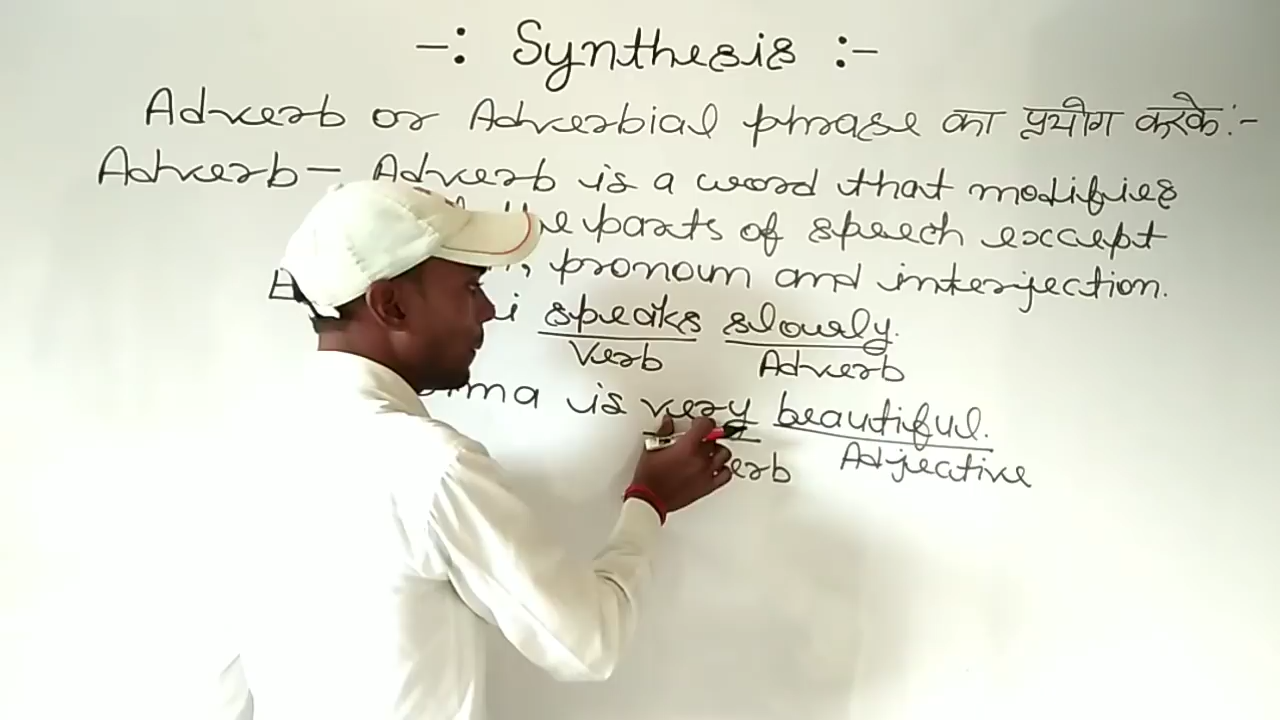 -: Synthesis :-
Adverb or Adverbial phrase का प्रयोग करके:-
Adverb- Adverb is a word that modifies
the parts of speech except
pronoun and interjection.
speaks slowly.
Verb Adverb
is very beautiful.
Adjective